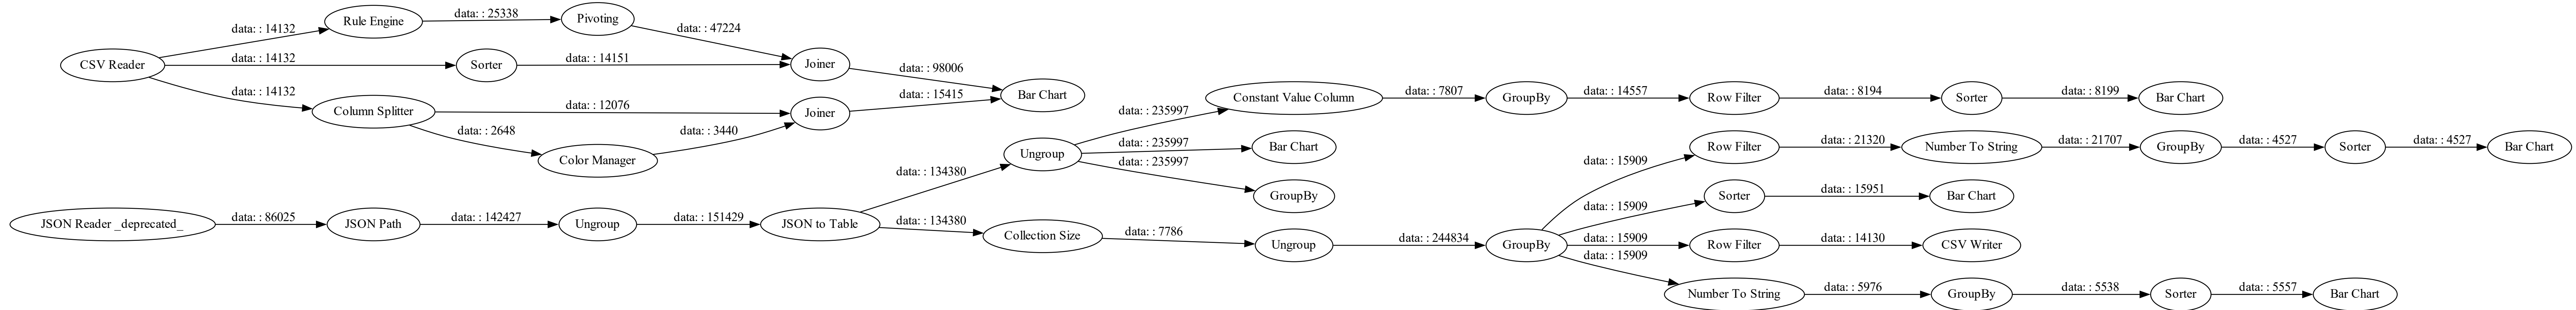 CSV Reader
data: : 14132
Rule Engine
data: : 25338
Pivoting
data: : 47224
data: : 14132
Sorter
data: : 14151
Joiner
data: : 98006
data: : 14132
Column Splitter
data: : 12076
Joiner
data: : 15415
Bar Chart
data: : 2648
Color Manager
data: : 3440
JSON Reader _deprecated_
data: : 86025
JSON Path
data: : 142427
Ungroup
data: : 151429
JSON to Table
data: : 134380
Ungroup
data: : 235997
Constant Value Column
data: : 7807
GroupBy
data: : 14557
Row Filter
data: : 8194
Sorter
data: : 8199
Bar Chart
data: : 235997
Bar Chart
data: : 235997
GroupBy
data: : 134380
Collection Size
data: : 7786
Ungroup
data: : 244834
GroupBy
data: : 15909
Row Filter
data: : 21320
Number To String
data: : 21707
GroupBy
data: : 4527
Sorter
data: : 4527
Bar Chart
data: : 15909
Sorter
data: : 15951
Bar Chart
data: : 15909
Row Filter
data: : 14130
CSV Writer
data: : 15909
Number To String
data: : 5976
GroupBy
data: : 5538
Sorter
data: : 5557
Bar Chart